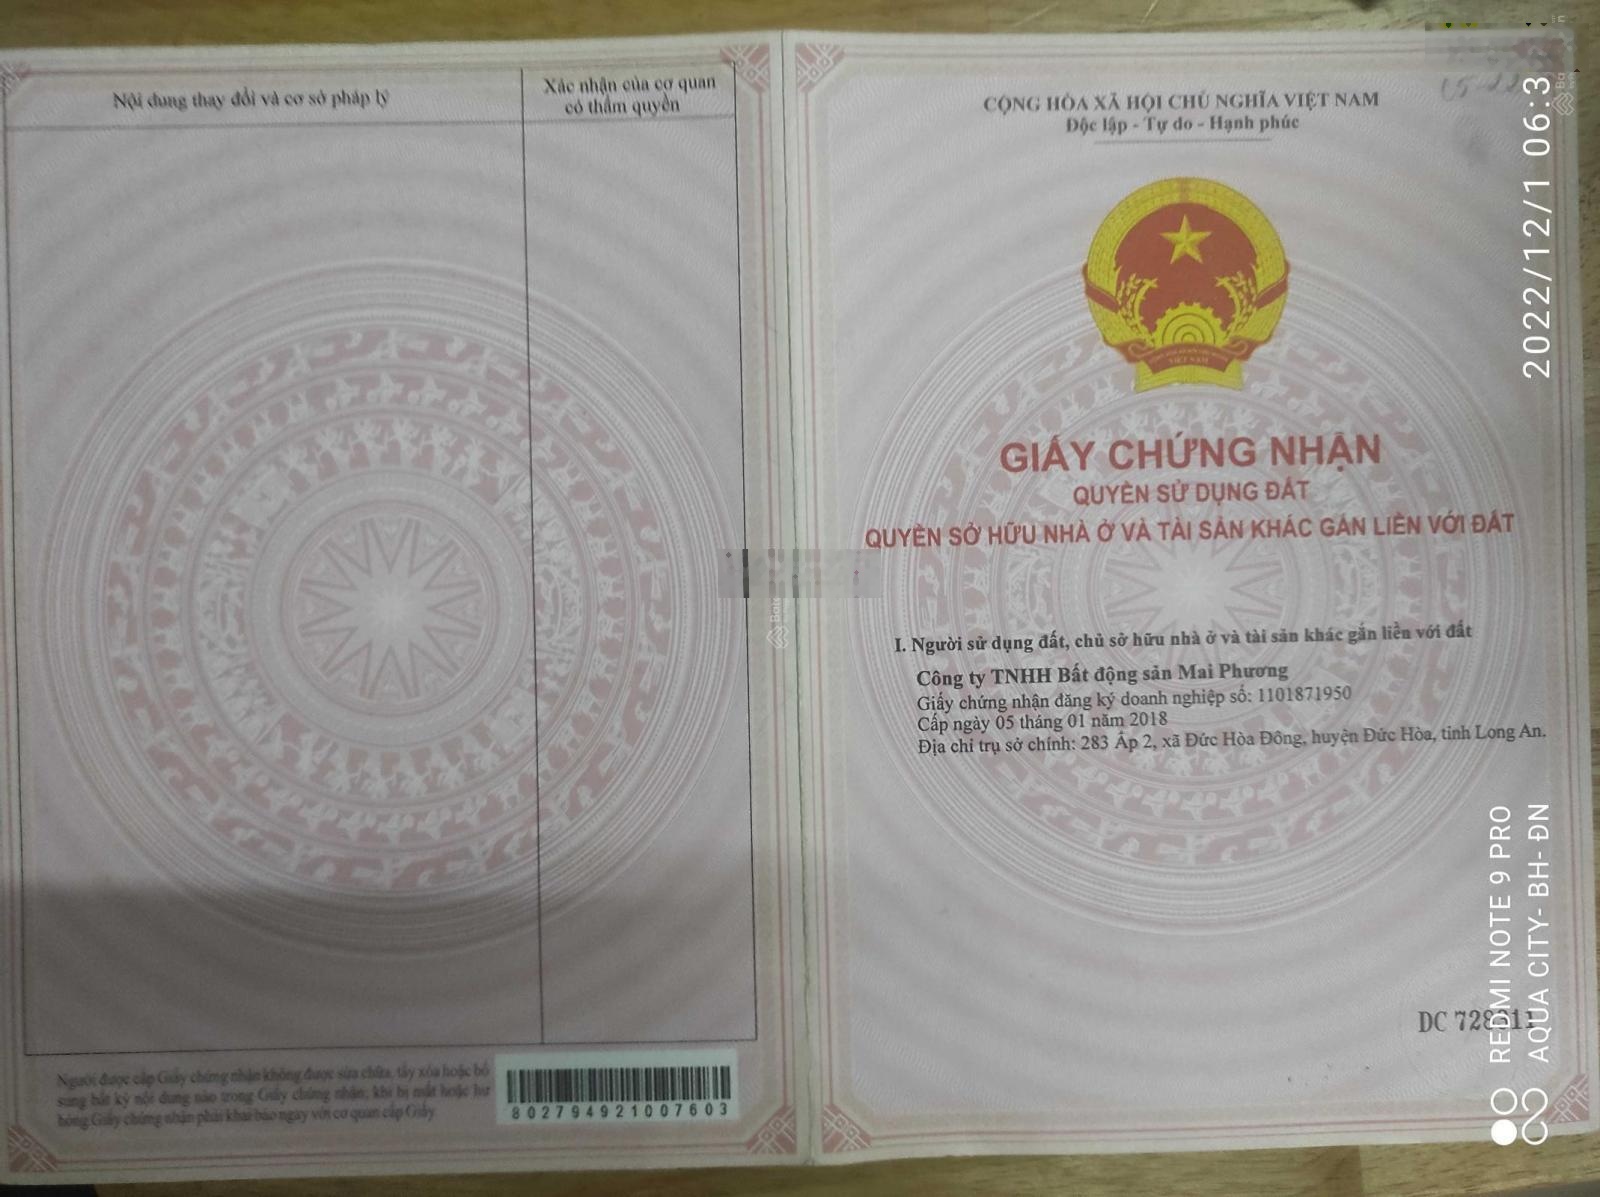 Nội dung thay đổi và cơ sở pháp lý
Xác nhận của cơ quan
có thẩm quyền
Người được cấp Giấy chứng nhận không được sửa chữa, tẩy xóa hoặc bổ
sung bất kỳ nội dung nào trong Giấy chứng nhận; khi bị mất hoặc hư
hỏng Giấy chứng nhận phải khai báo ngay với cơ quan cấp Giấy
8027949210007603
CỘNG HÒA XÃ HỘI CHỦ NGHĨA VIỆT NAM
Độc lập - Tự do - Hạnh phúc
VIỆT NAM
GIẤY CHỨNG NHẬN
QUYỀN SỬ DỤNG ĐẤT
QUYỀN SỞ HỮU NHÀ Ở VÀ TÀI SẢN KHÁC GẮN LIỀN VỚI ĐẤT
I. Người sử dụng đất, chủ sở hữu nhà ở và tài sản khác gắn liền với đất
Công ty TNHH Bất động sản Mai Phương
Giấy chứng nhận đăng ký doanh nghiệp số: 1101871950
Cấp ngày 05 tháng 01 năm 2018
Địa chỉ trụ sở chính: 283 Ấp 2, xã Đức Hòa Đông, huyện Đức Hòa, tỉnh Long An.
DC
2022/12/1 06:3
REDMI NOTE 9 PRO
AQUA CITY- BH- ĐN